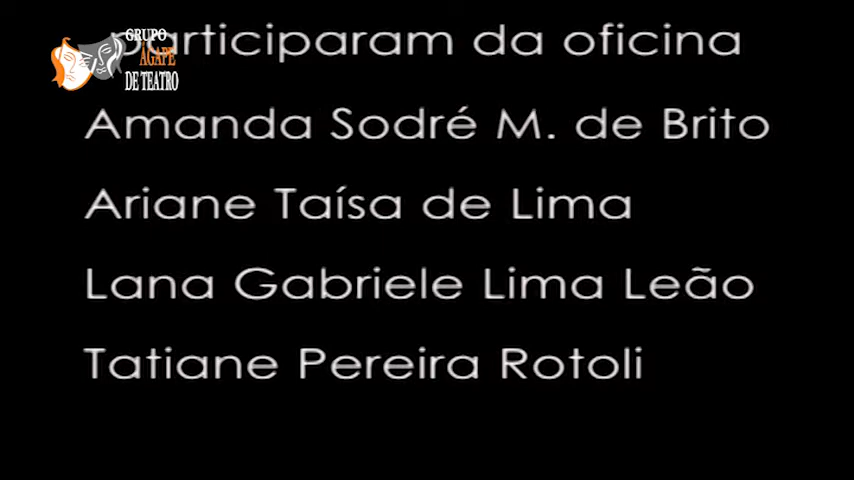 participaram da oficina
GRUPO
ÁGAPE
DE TEATRO
Amanda Sodré M. de Brito
Ariane Taísa de Lima
Lana Gabriele Lima Leão
Tatiane Pereira Rotoli